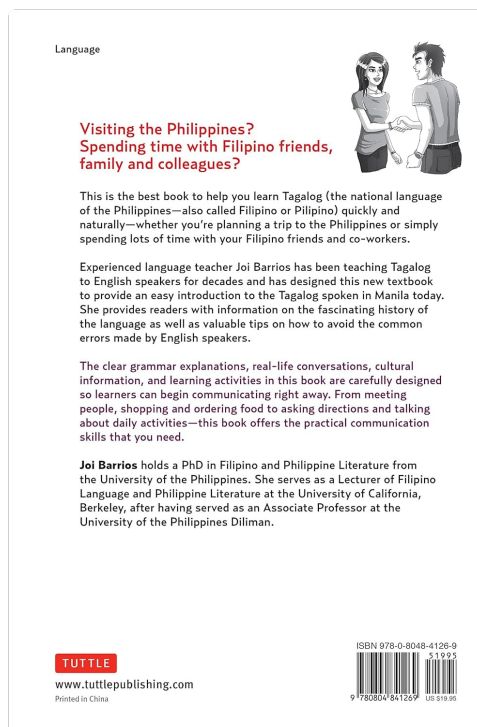 Language
Visiting the Philippines?
Spending time with Filipino friends,
family and colleagues?
This is the best book to help you learn Tagalog (the national language
of the Philippines—also called Filipino or Pilipino) quickly and
naturally—whether you're planning a trip to the Philippines or simply
spending lots of time with your Filipino friends and co-workers.
Experienced language teacher Joi Barrios has been teaching Tagalog
to English speakers for decades and has designed this new textbook
to provide an easy introduction to the Tagalog spoken in Manila today.
She provides readers with information on the fascinating history of
the language as well as valuable tips on how to avoid the common
errors made by English speakers.
The clear grammar explanations, real-life conversations, cultural
information, and learning activities in this book are carefully designed
so learners can begin communicating right away. From meeting
people, shopping and ordering food to asking directions and talking
about daily activities—this book offers the practical communication
skills that you need.
Joi Barrios holds a PhD in Filipino and Philippine Literature from
the University of the Philippines. She serves as a Lecturer of Filipino
Language and Philippine Literature at the University of California,
Berkeley, after having served as an Associate Professor at the
University of the Philippines Diliman.
ISBN 978-0-8048-4126-9
51995
9 780804 841269
US $19.95
TUTTLE
www.tuttlepublishing.com
Printed in China